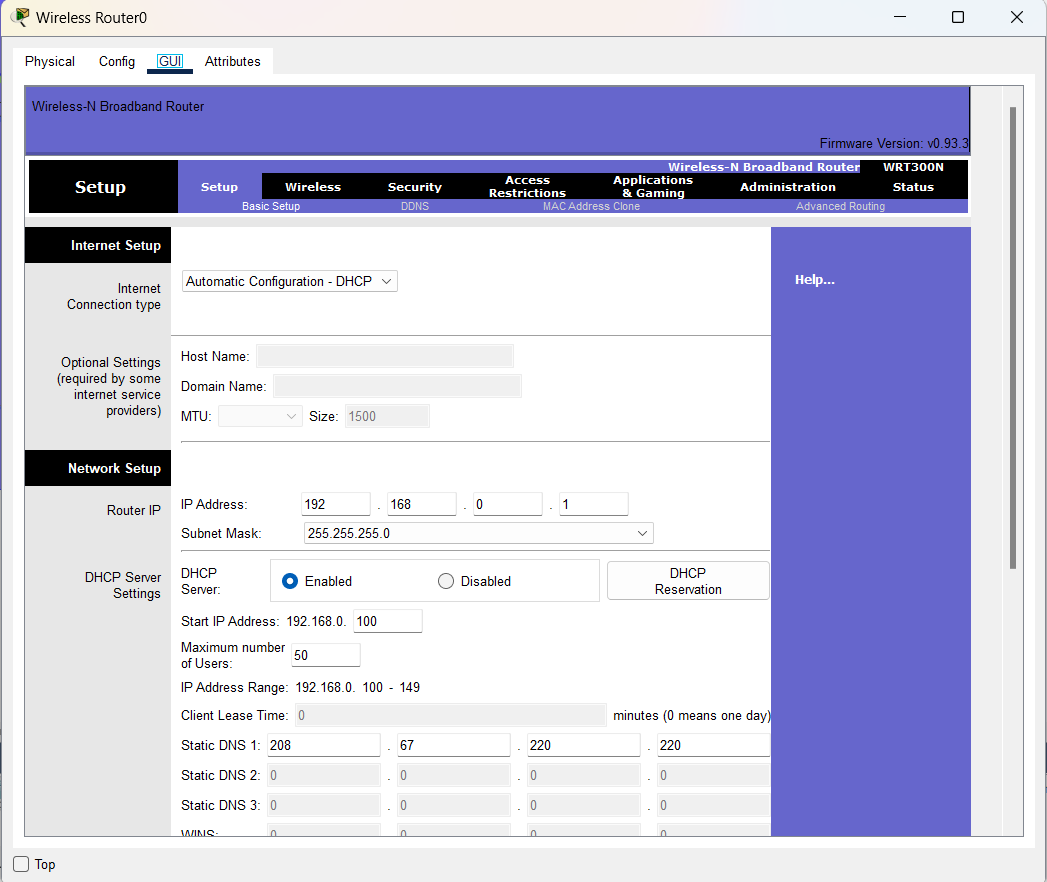 Wireless Router0
Physical Config GUI Attributes
Wireless-N Broadband Router
Firmware Version: v0.93.3
Wireless-N Broadband Router WRT300N
Setup
Setup Wireless Security Access Restrictions Applications & Gaming Administration Status
Basic Setup DDNS MAC Address Clone Advanced Routing
Internet Setup
Help...
Internet
Connection type
Automatic Configuration - DHCP
Optional Settings
(required by some
internet service
providers)
Host Name:
Domain Name:
MTU: Size: 1500
Network Setup
Router IP
IP Address: 192 . 168 . 0 . 1
Subnet Mask: 255.255.255.0
DHCP Server
Settings
DHCP
Server:
Enabled Disabled
DHCP
Reservation
Start IP Address: 192.168.0. 100
Maximum number
of Users:
50
IP Address Range: 192.168.0. 100 - 149
Client Lease Time: 0 minutes (0 means one day)
Static DNS 1: 208 . 67 . 220 . 220
Static DNS 2: 0 . 0 . 0 . 0
Static DNS 3: 0 . 0 . 0 . 0
WINS: 0 . 0 . 0 . 0
Top